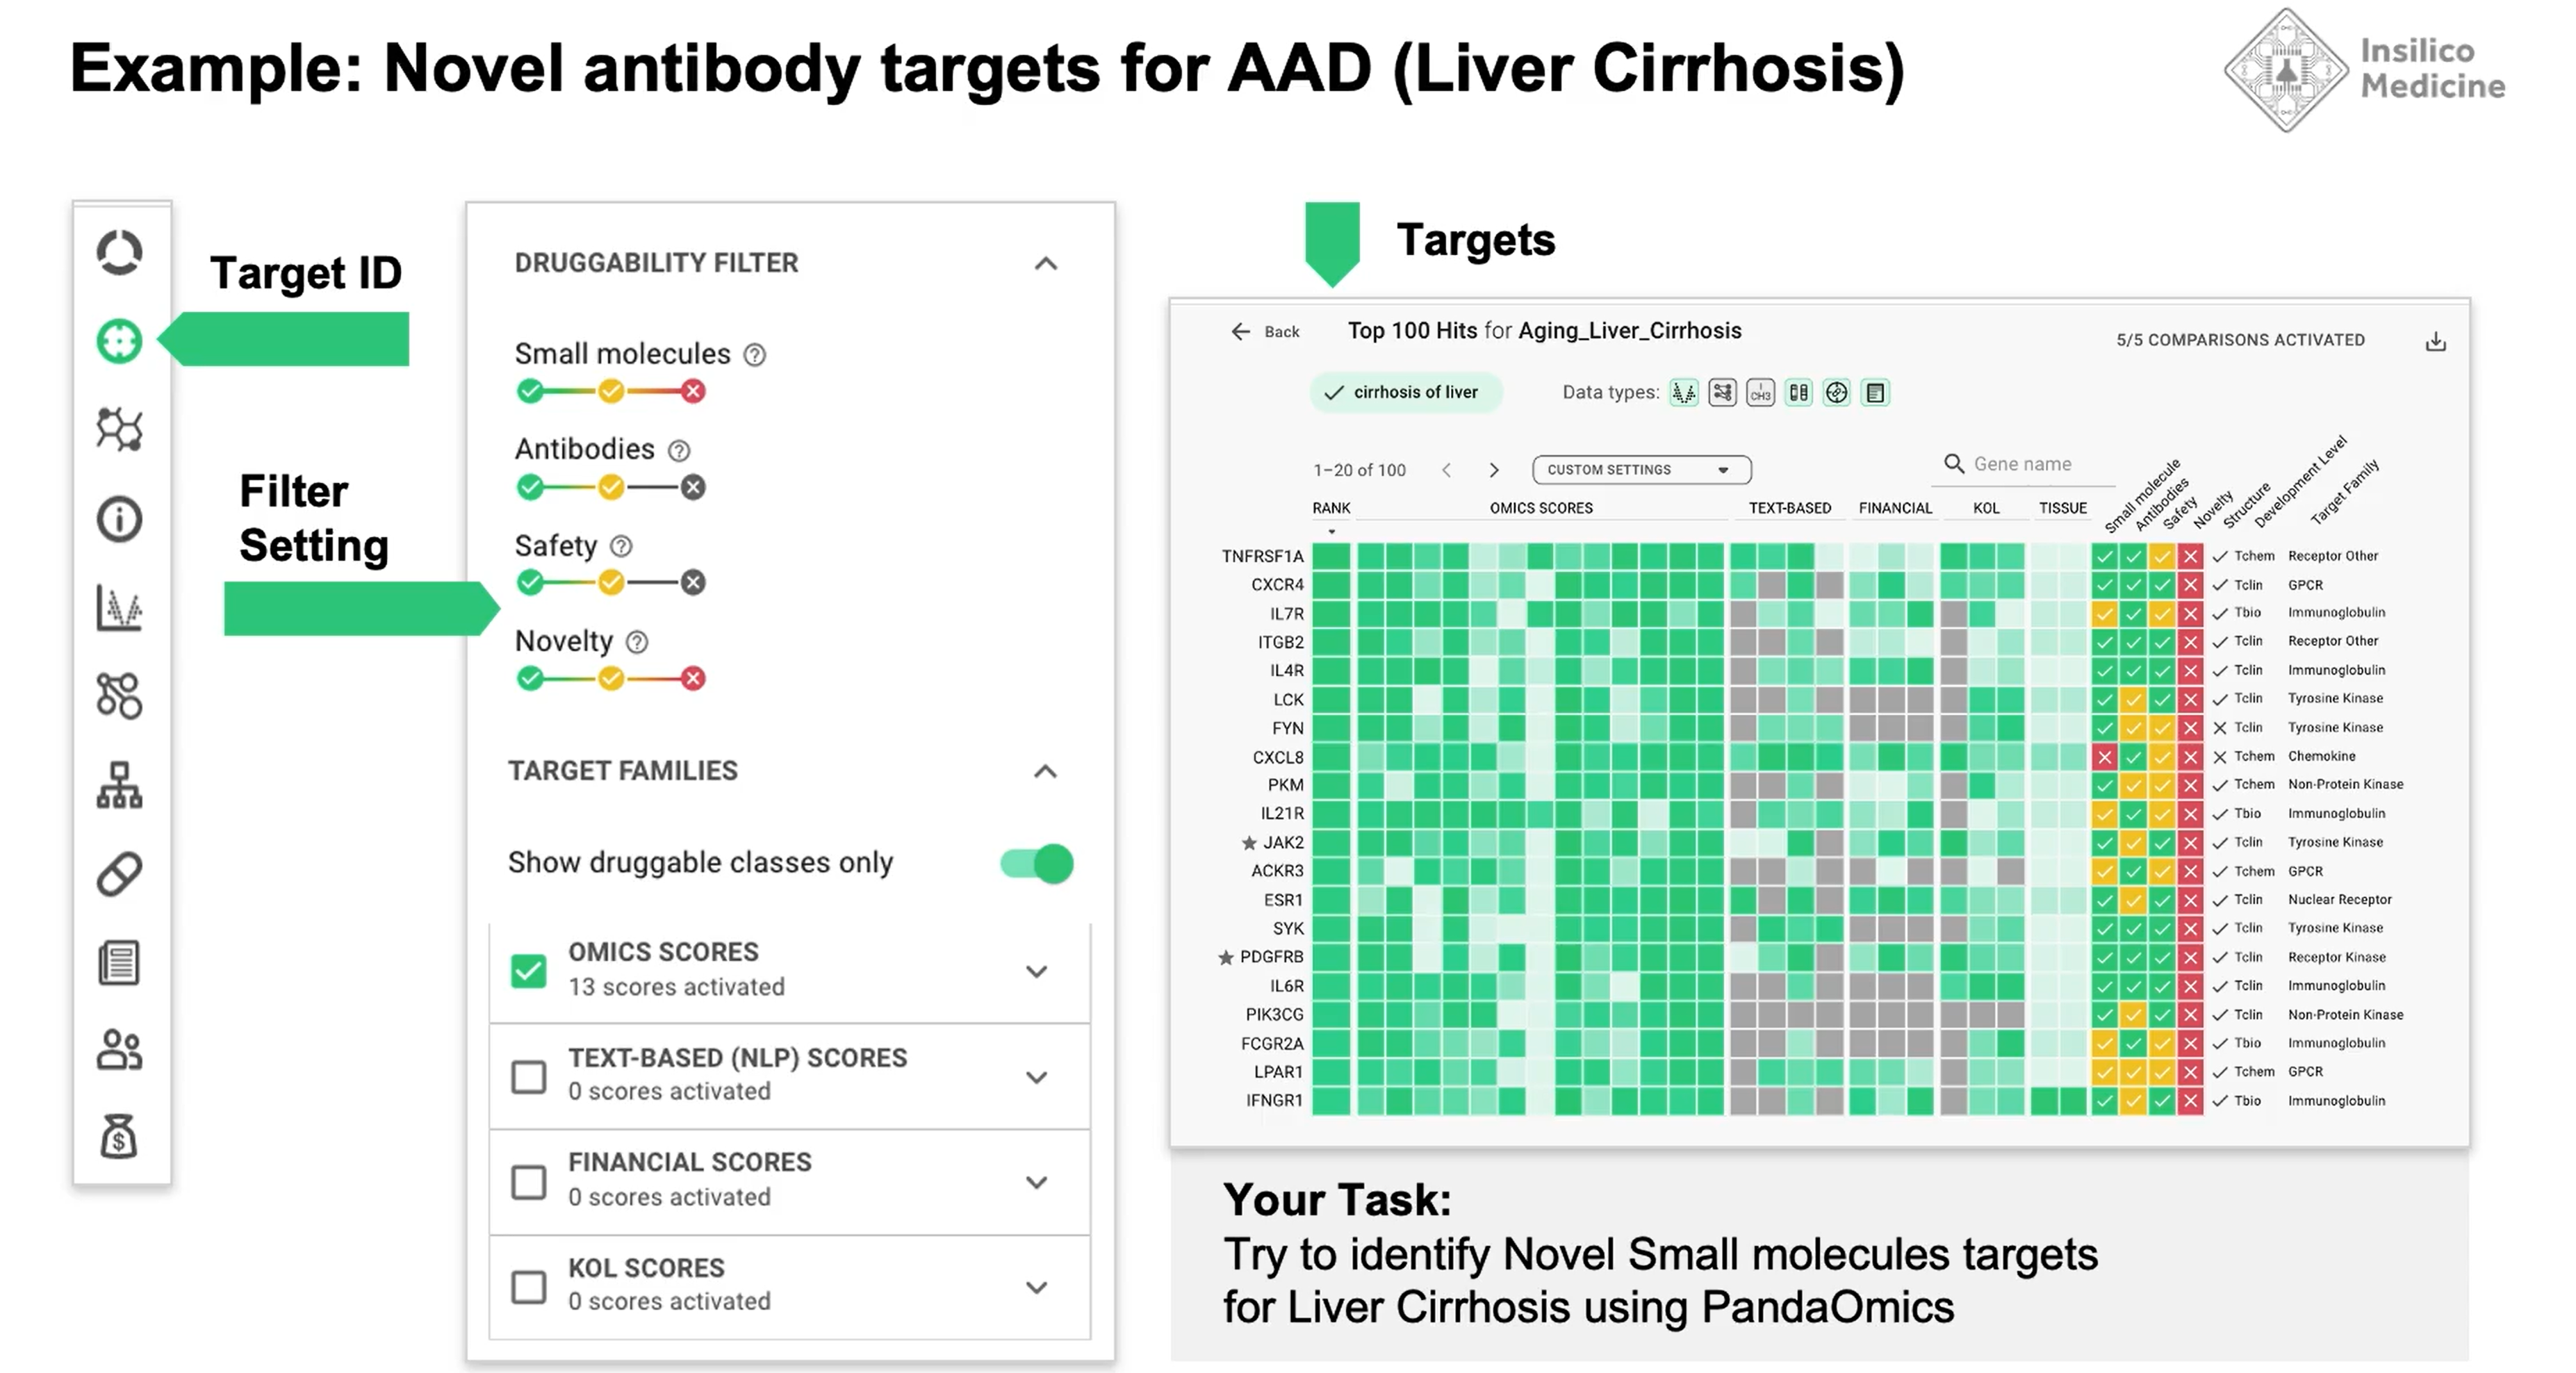 Example: Novel antibody targets for AAD (Liver Cirrhosis)
Insilico
Medicine
Target ID
Filter
Setting
DRUGGABILITY FILTER
Small molecules
Antibodies
Safety
Novelty
TARGET FAMILIES
Show druggable classes only
OMICS SCORES
13 scores activated
TEXT-BASED (NLP) SCORES
0 scores activated
FINANCIAL SCORES
0 scores activated
KOL SCORES
0 scores activated
Targets
Back
Top 100 Hits for Aging_Liver_Cirrhosis
5/5 COMPARISONS ACTIVATED
cirrhosis of liver
Data types:
CH3
1–20 of 100
CUSTOM SETTINGS
Gene name
RANK OMICS SCORES TEXT-BASED FINANCIAL KOL TISSUE
Small molecule
Antibodies
Safety
Novelty
Structure
Development Level
Target Family
TNFRSF1A Tchem Receptor Other
CXCR4 Tclin GPCR
IL7R Tbio Immunoglobulin
ITGB2 Tclin Receptor Other
IL4R Tclin Immunoglobulin
LCK Tclin Tyrosine Kinase
FYN Tclin Tyrosine Kinase
CXCL8 Tchem Chemokine
PKM Tchem Non-Protein Kinase
IL21R Tbio Immunoglobulin
JAK2 Tclin Tyrosine Kinase
ACKR3 Tchem GPCR
ESR1 Tclin Nuclear Receptor
SYK Tclin Tyrosine Kinase
PDGFRB Tclin Receptor Kinase
IL6R Tclin Immunoglobulin
PIK3CG Tclin Non-Protein Kinase
FCGR2A Tbio Immunoglobulin
LPAR1 Tchem GPCR
IFNGR1 Tbio Immunoglobulin
Your Task:
Try to identify Novel Small molecules targets
for Liver Cirrhosis using PandaOmics